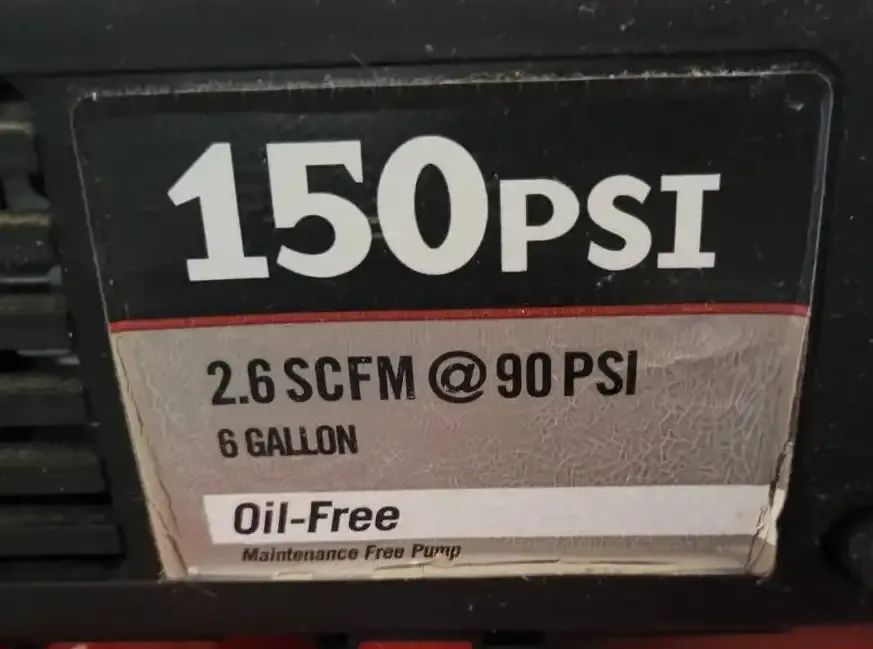 150PSI
2.6 SCFM @ 90 PSI
6 GALLON
Oil-Free
Maintenance Free Pump